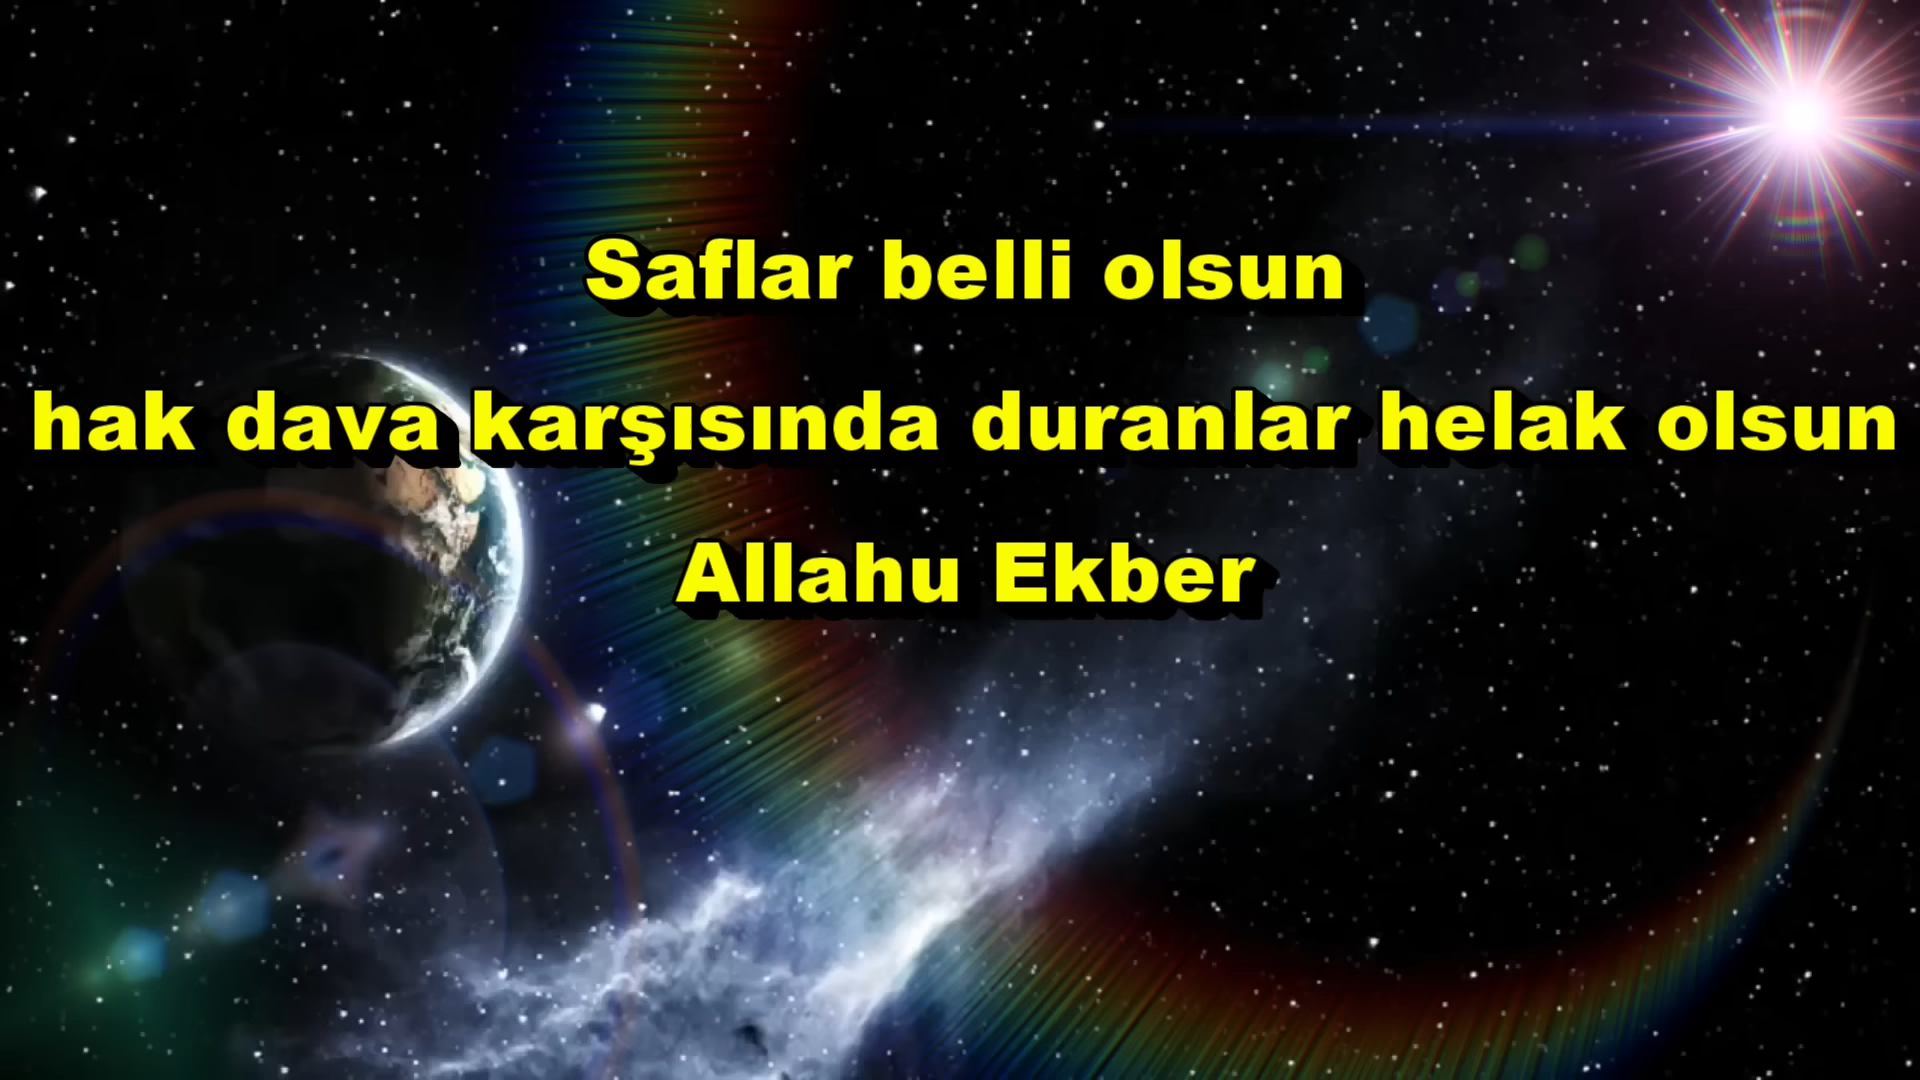 Saflar belli olsun
hak dava karşısında duranlar helak olsun
Allahu Ekber